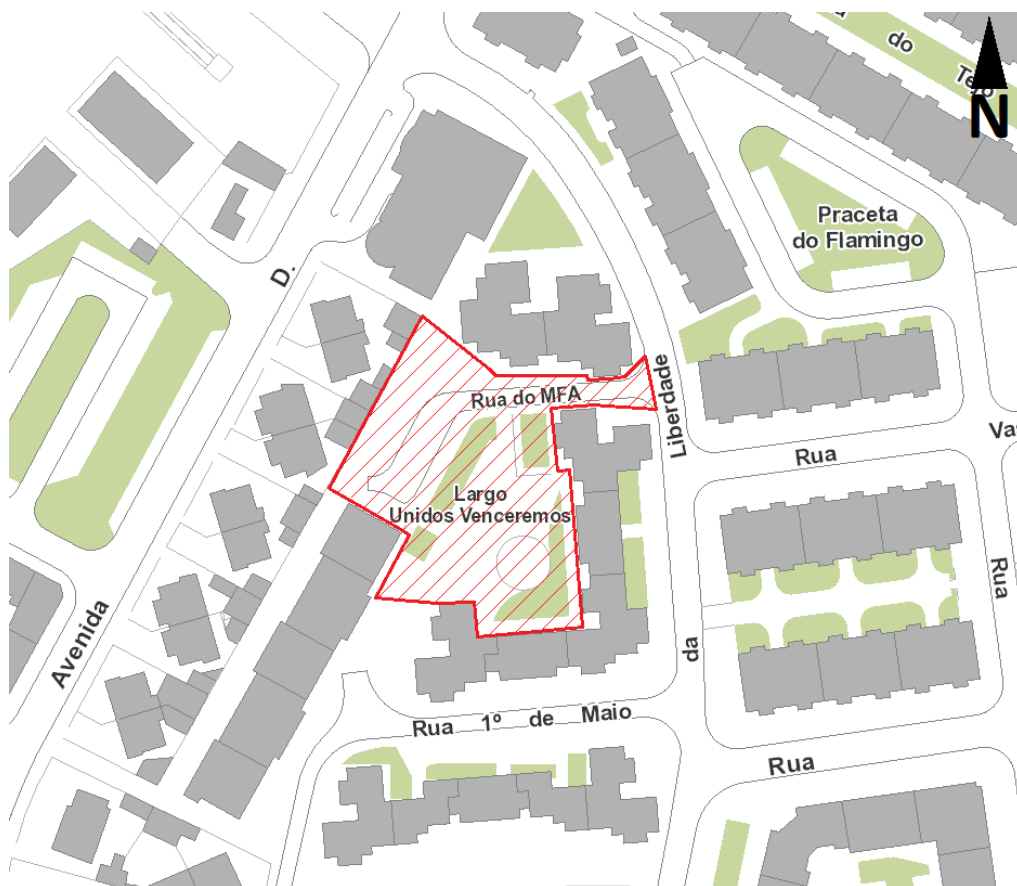 do
Tejo
N
Praceta
do Flamingo
D.
Rua do MFA
Liberdade
Rua
Vas
Largo
Unidos Venceremos
Rua
Avenida
da
Rua 1º de Maio
Rua